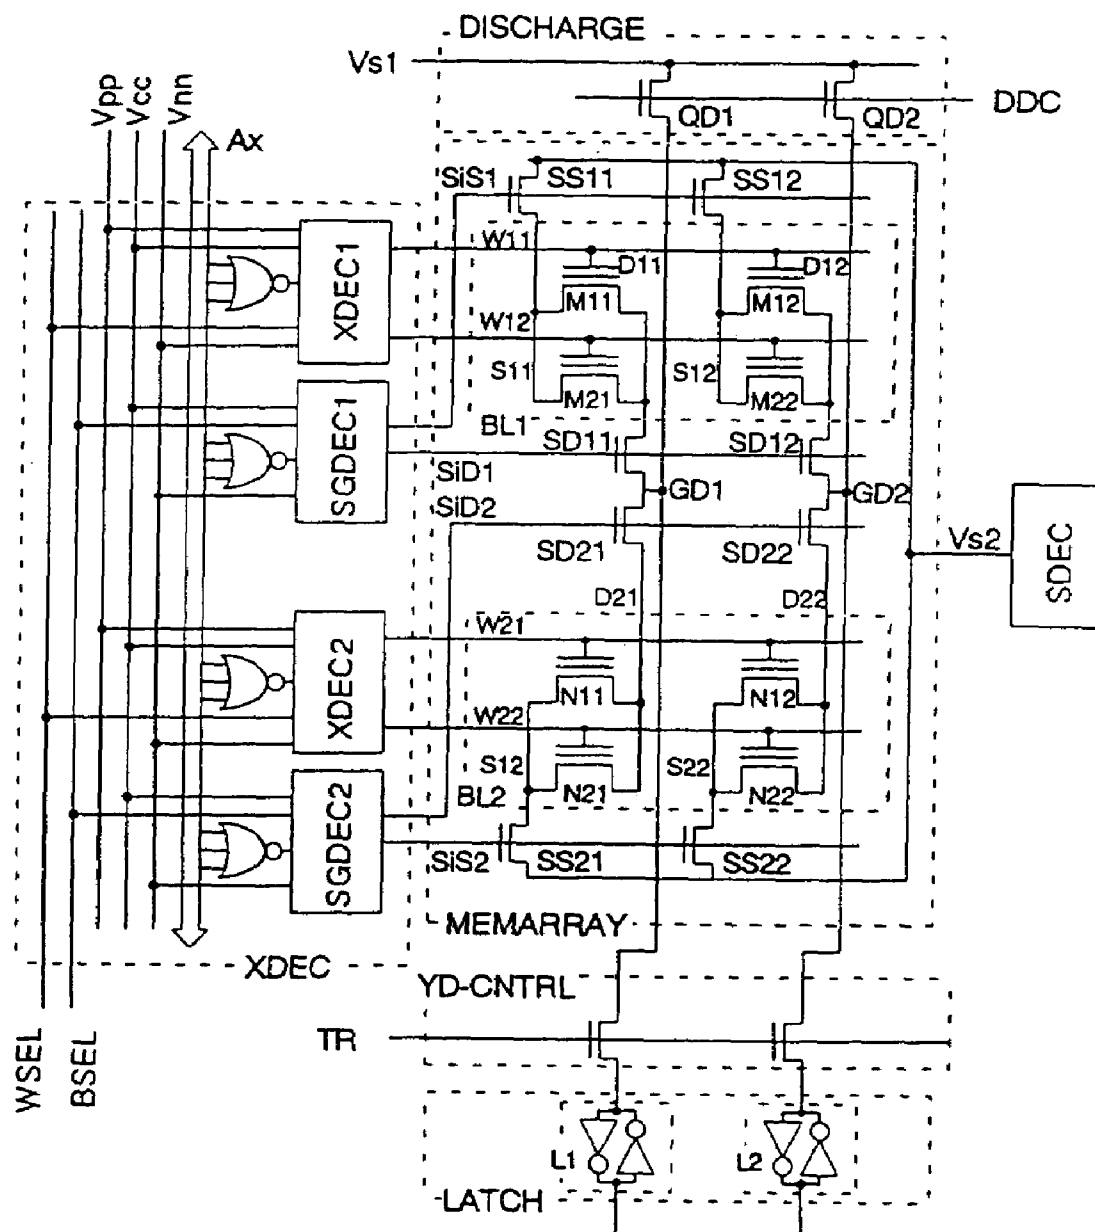 DISCHARGE
Vs1
Vpp
Vcc
Vnn
Ax
QD1
QD2
DDC
SiS1
SS11
SS12
W11
D11
D12
M11
M12
XDEC1
W12
S11
S12
M21
M22
BL1
SD11
SD12
SGDEC1
SiD1
GD1
GD2
SiD2
SD21
SD22
Vs2
SDEC
D21
D22
W21
N11
N12
XDEC2
W22
S12
S22
N21
N22
BL2
SGDEC2
SiS2
SS21
SS22
MEMARRAY
XDEC
YD-CNTRL
WSEL
BSEL
TR
L1
L2
LATCH